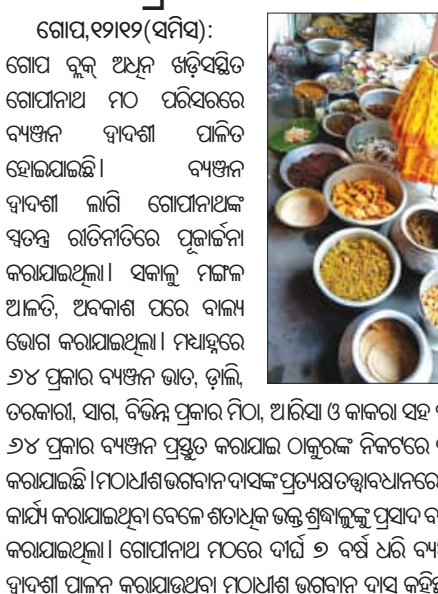 ଗୋପ,୧୨ା୧୨(ସମିସ):
ଗୋପ ବ୍ଲକ୍ ଅଧିନ ଖଡ଼ିସସ୍ଥିତ
ଗୋପୀନାଥ ମଠ ପରିସରରେ
ବ୍ୟଞ୍ଜନ ଦ୍ୱାଦଶୀ ପାଳିତ
ହୋଇଯାଇଛି। ବ୍ୟଞ୍ଜନ
ଦ୍ୱାଦଶୀ ଲାଗି ଗୋପୀନାଥଙ୍କ
ସ୍ୱତନ୍ତ୍ର ରୀତିନୀତିରେ ପୂଜାର୍ଚ୍ଚନା
କରାଯାଇଥିଲା। ସକାଳୁ ମଙ୍ଗଳ
ଆଳତି, ଅବକାଶ ପରେ ବାଲ୍ୟ
ଭୋଗ କରାଯାଇଥିଲା। ମଧ୍ୟାହ୍ନରେ
୬୪ ପ୍ରକାର ବ୍ୟଞ୍ଜନ ଭାତ, ଡ଼ାଲି,
ତରକାରୀ, ସାଗ, ବିଭିନ୍ନ ପ୍ରକାର ମିଠା, ଆରିସା ଓ କାକରା ସହ
୬୪ ପ୍ରକାର ବ୍ୟଞ୍ଜନ ପ୍ରସ୍ତୁତ କରାଯାଇ ଠାକୁରଙ୍କ ନିକଟରେ
କରାଯାଇଛି।ମଠାଧୀଶ ଭଗବାନ ଦାସଙ୍କ ପ୍ରତ୍ୟକ୍ଷ ତତ୍ତ୍ୱାବଧାନରେ
କାର୍ଯ୍ୟ କରାଯାଇଥିବା ବେଳେ ଶତାଧିକ ଭକ୍ତ ଶ୍ରଦ୍ଧାଳୁଙ୍କୁ ପ୍ରସାଦ
କରାଯାଇଥିଲା। ଗୋପୀନାଥ ମଠରେ ଦୀର୍ଘ ୭ ବର୍ଷ ଧରି
ଦ୍ୱାଦଶୀ ପାଳନ କରାଯାଉଥିବା ମଠାଧୀଶ ଭଗବାନ ଦାସ